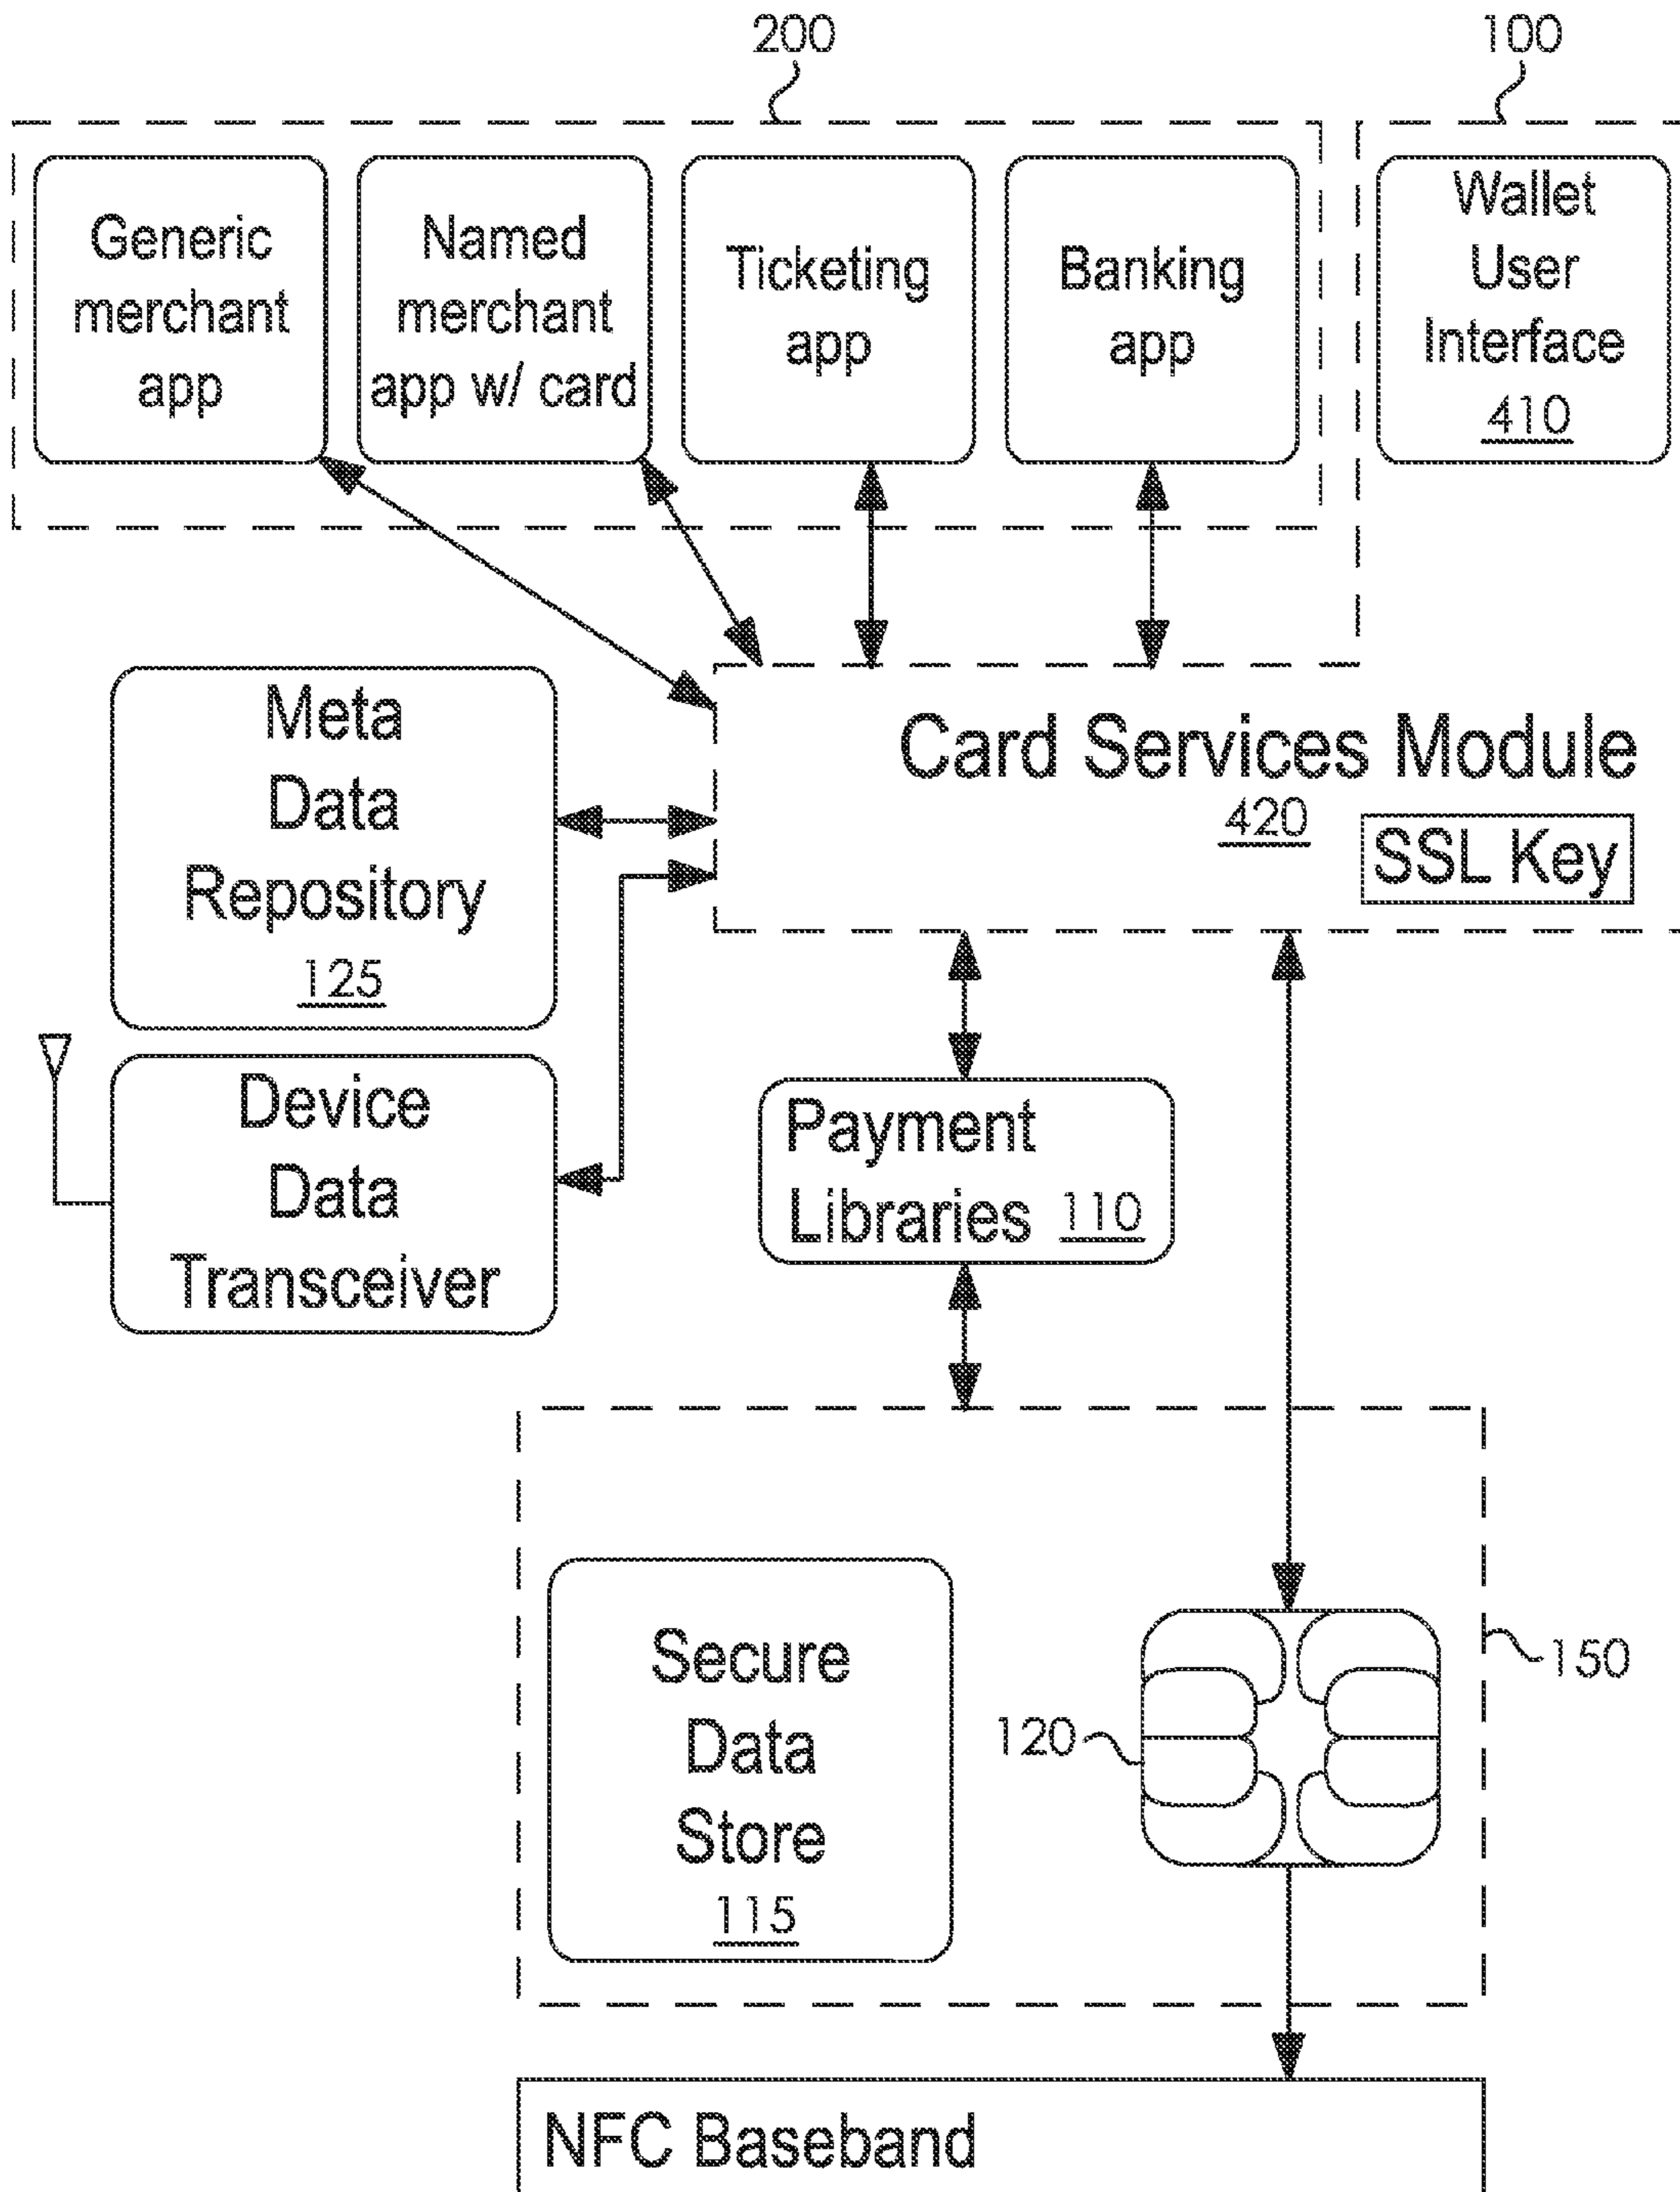 200
100
Generic
merchant
app
Named
merchant
app w/ card
Ticketing
app
Banking
app
Wallet
User
Interface
410
Meta
Data
Repository
125
Card Services Module
420
SSL Key
Device
Data
Transceiver
Payment
Libraries 110
Secure
Data
Store
115
120
150
NFC Baseband